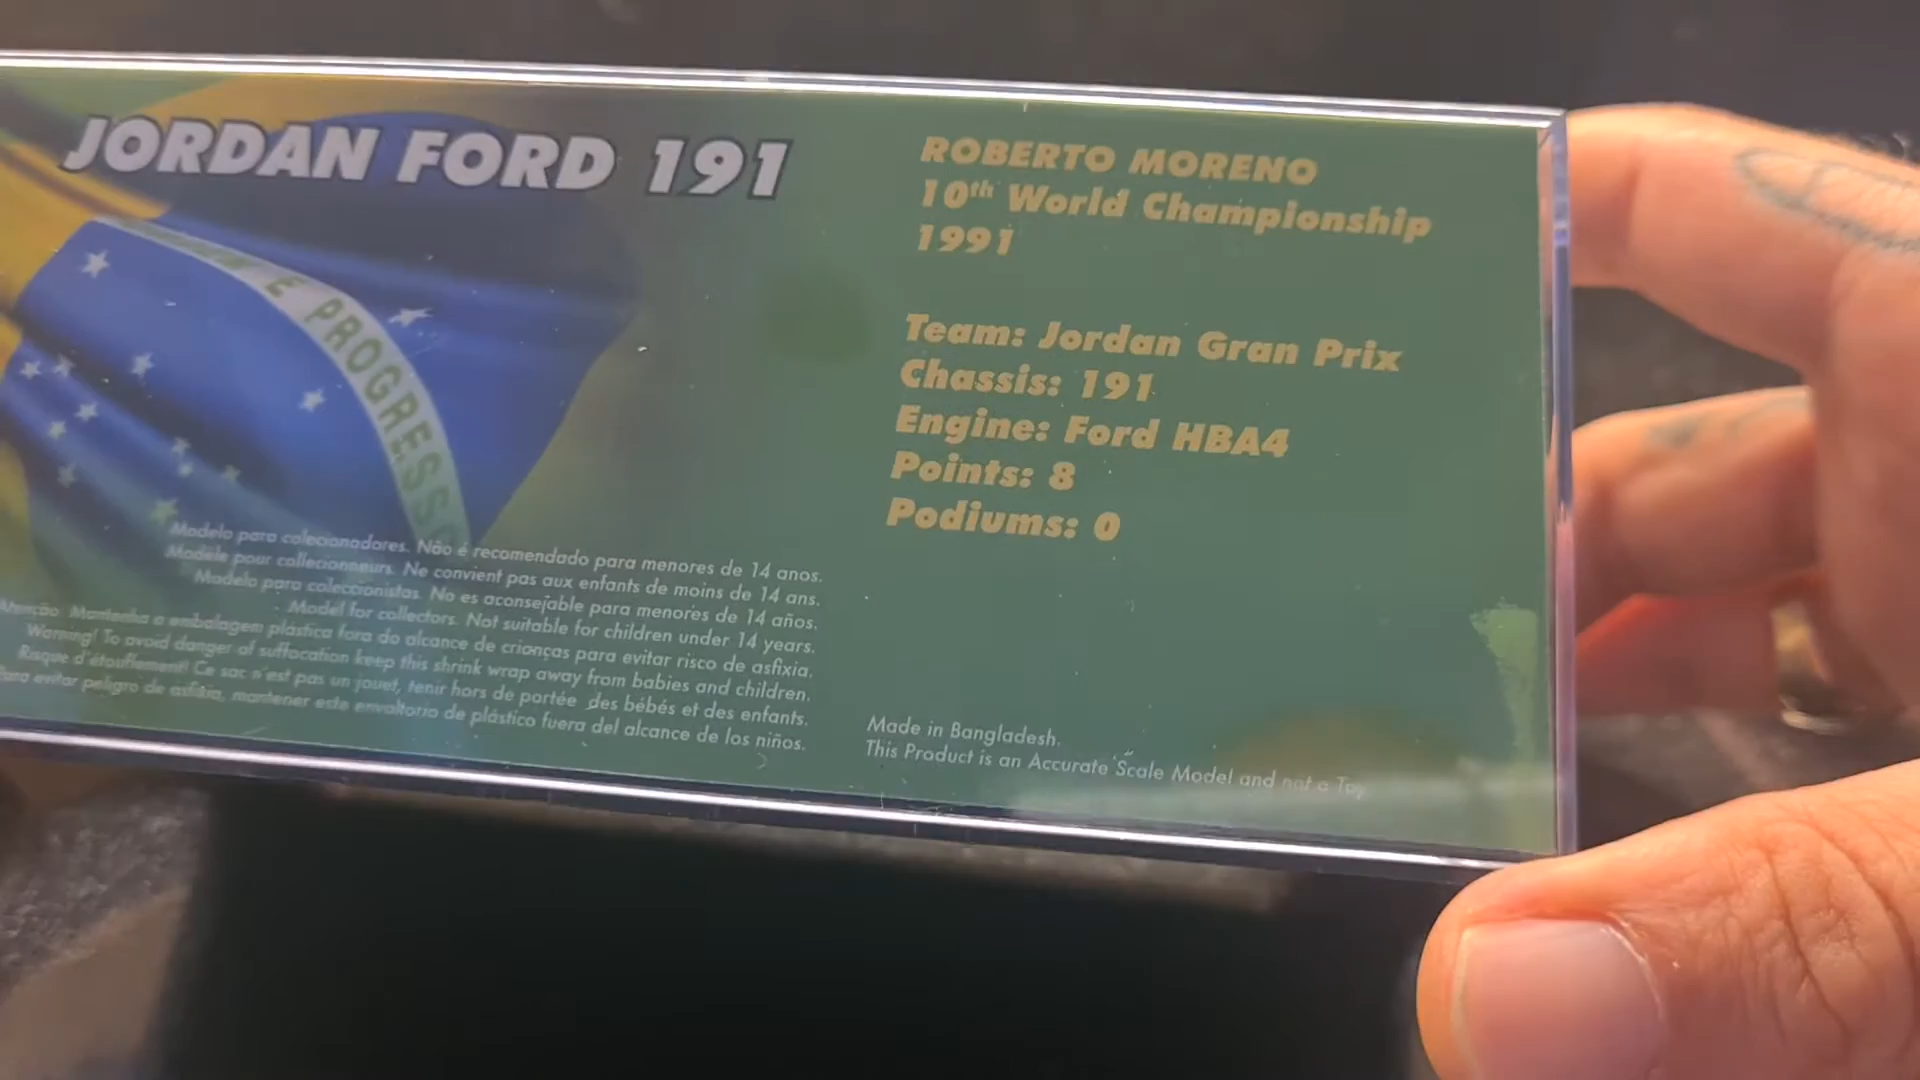 JORDAN FORD 191
E PROGRESSO
Modelo para colecionadores. Não é recomendado para menores de 14 anos.
Modèle pour collectionneurs. Ne convient pas aux enfants de moins de 14 ans.
Modelo para coleccionistas. No es aconsejable para menores de 14 años.
Model for collectors. Not suitable for children under 14 years.
Atenção: Mantenha a embalagem plástica fora do alcance de crianças para evitar risco de asfixia.
Warning! To avoid danger of suffocation keep this shrink wrap away from babies and children.
Risque d'étouffement! Ce sac n'est pas un jouet, tenir hors de portée des bébés et des enfants.
Para evitar peligro de asfixia, mantener este envoltorio de plástico fuera del alcance de los niños.
ROBERTO MORENO
10th World Championship
1991
Team: Jordan Gran Prix
Chassis: 191
Engine: Ford HBA4
Points: 8
Podiums: 0
Made in Bangladesh.
This Product is an Accurate Scale Model and not a Toy